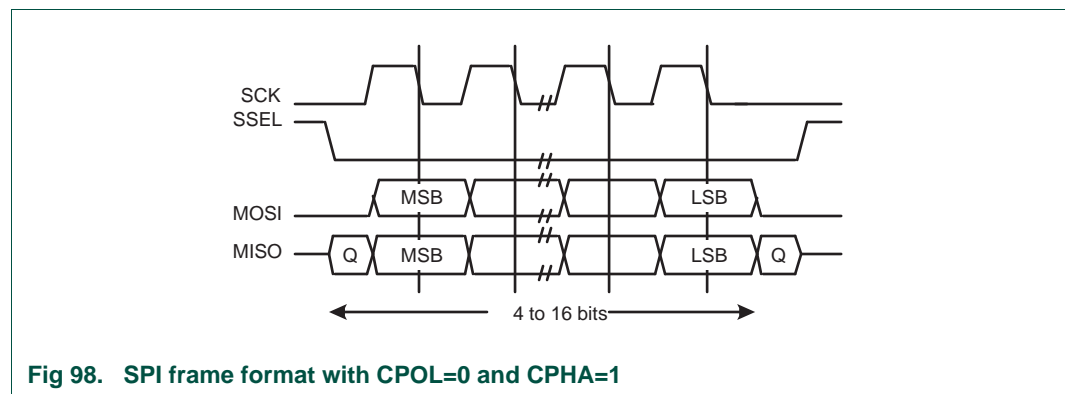 SCK
SSEL
MOSI MSB LSB
MISO Q MSB LSB Q
4 to 16 bits
Fig 98. SPI frame format with CPOL=0 and CPHA=1